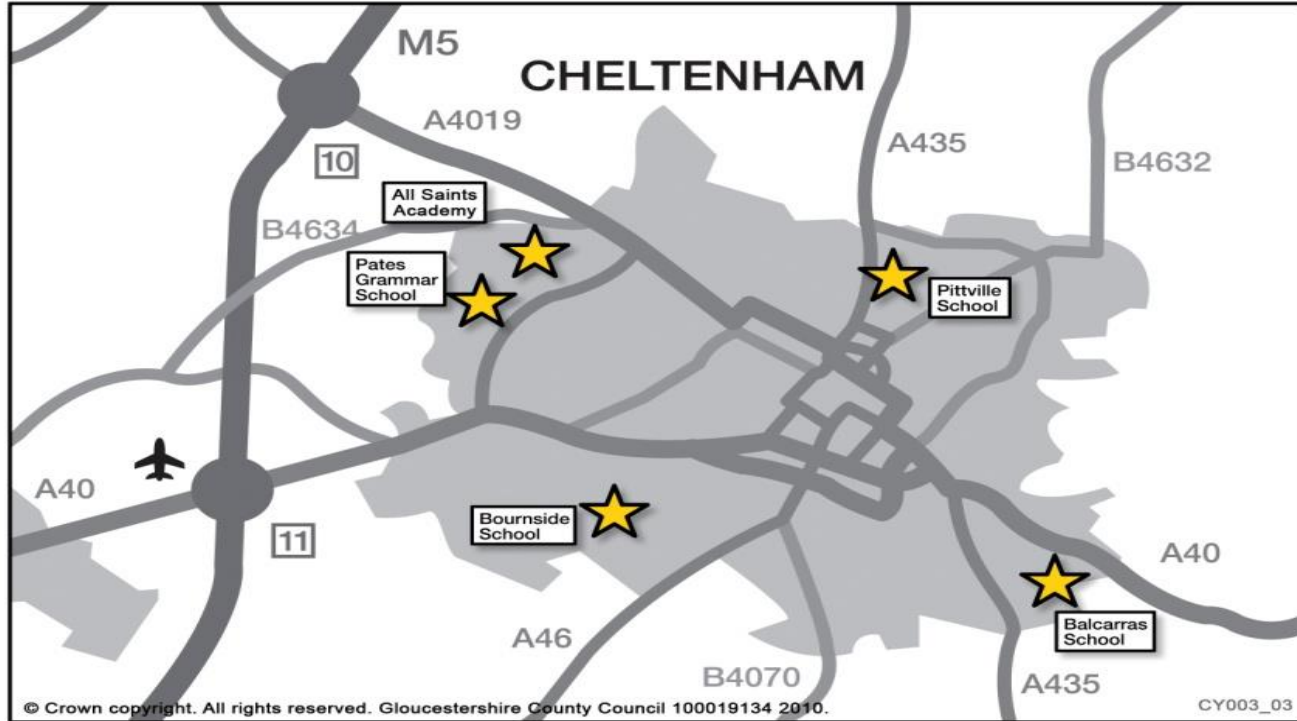 M5
CHELTENHAM
A4019
A435
10
B4632
All Saints
Academy
B4634
Pates
Grammar
School
Pittville
School
A40
Bournside
School
11
A40
Balcarras
School
A46
B4070
A435
© Crown copyright. All rights reserved. Gloucestershire County Council 100019134 2010.
CY003_03